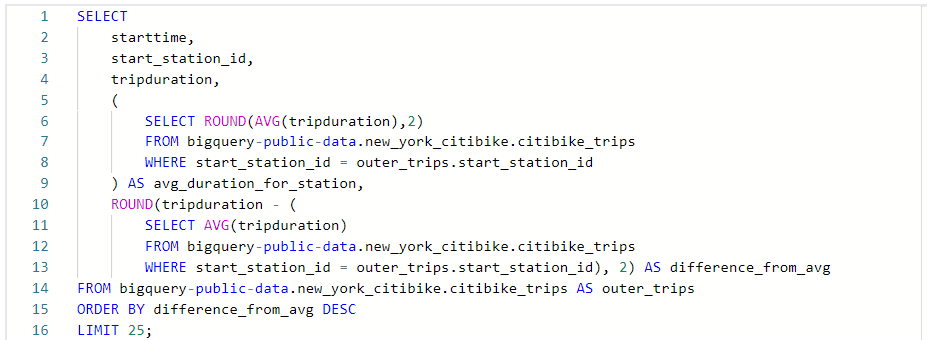 1 SELECT
2 starttime,
3 start_station_id,
4 tripduration,
5 (
6 SELECT ROUND(AVG(tripduration),2)
7 FROM bigquery-public-data.new_york_citibike.citibike_trips
8 WHERE start_station_id = outer_trips.start_station_id
9 ) AS avg_duration_for_station,
10 ROUND(tripduration - (
11 SELECT AVG(tripduration)
12 FROM bigquery-public-data.new_york_citibike.citibike_trips
13 WHERE start_station_id = outer_trips.start_station_id), 2) AS difference_from_avg
14 FROM bigquery-public-data.new_york_citibike.citibike_trips AS outer_trips
15 ORDER BY difference_from_avg DESC
16 LIMIT 25;